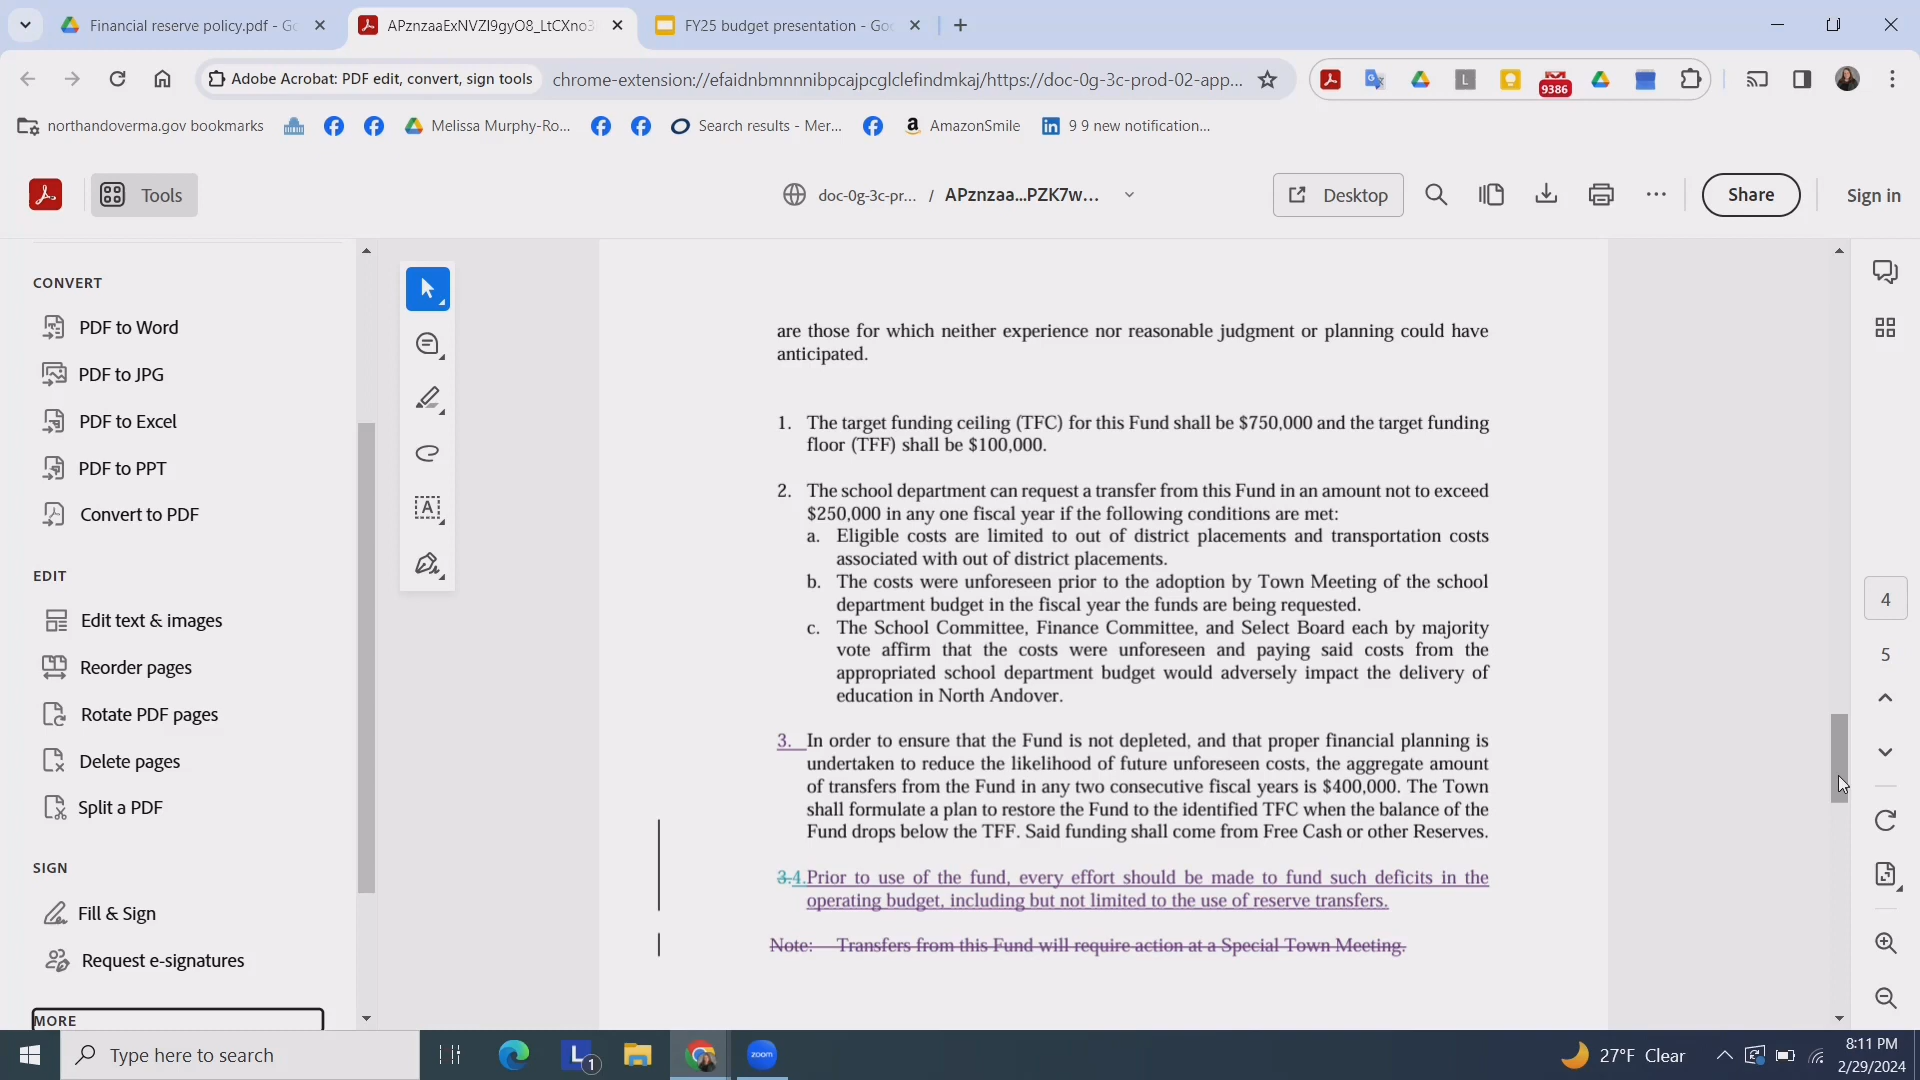 Financial reserve policy.pdf - Go
APznzaaExNVZI9gyO8_LtCXno3
FY25 budget presentation - Goo
Adobe Acrobat: PDF edit, convert, sign tools
chrome-extension://efaidnbmnnnibpcajpcglclefindmkaj/https://doc-0g-3c-prod-02-app...
9386
northandoverma.gov bookmarks
Melissa Murphy-Ro...
Search results - Mer...
AmazonSmile
9 9 new notification...
Tools
doc-0g-3c-pr... / APznzaa...PZK7w...
Desktop
Share
Sign in
CONVERT
PDF to Word
PDF to JPG
PDF to Excel
PDF to PPT
Convert to PDF
EDIT
Edit text & images
Reorder pages
Rotate PDF pages
Delete pages
Split a PDF
SIGN
Fill & Sign
Request e-signatures
MORE
are those for which neither experience nor reasonable judgment or planning could have
anticipated.
1. The target funding ceiling (TFC) for this Fund shall be $750,000 and the target funding
floor (TFF) shall be $100,000.
2. The school department can request a transfer from this Fund in an amount not to exceed
$250,000 in any one fiscal year if the following conditions are met:
a. Eligible costs are limited to out of district placements and transportation costs
associated with out of district placements.
b. The costs were unforeseen prior to the adoption by Town Meeting of the school
department budget in the fiscal year the funds are being requested.
c. The School Committee, Finance Committee, and Select Board each by majority
vote affirm that the costs were unforeseen and paying said costs from the
appropriated school department budget would adversely impact the delivery of
education in North Andover.
3. In order to ensure that the Fund is not depleted, and that proper financial planning is
undertaken to reduce the likelihood of future unforeseen costs, the aggregate amount
of transfers from the Fund in any two consecutive fiscal years is $400,000. The Town
shall formulate a plan to restore the Fund to the identified TFC when the balance of the
Fund drops below the TFF. Said funding shall come from Free Cash or other Reserves.
3.4. Prior to use of the fund, every effort should be made to fund such deficits in the
operating budget, including but not limited to the use of reserve transfers.
Note: Transfers from this Fund will require action at a Special Town Meeting.
4
5
Type here to search
1
zoom
27°F Clear
8:11 PM
2/29/2024